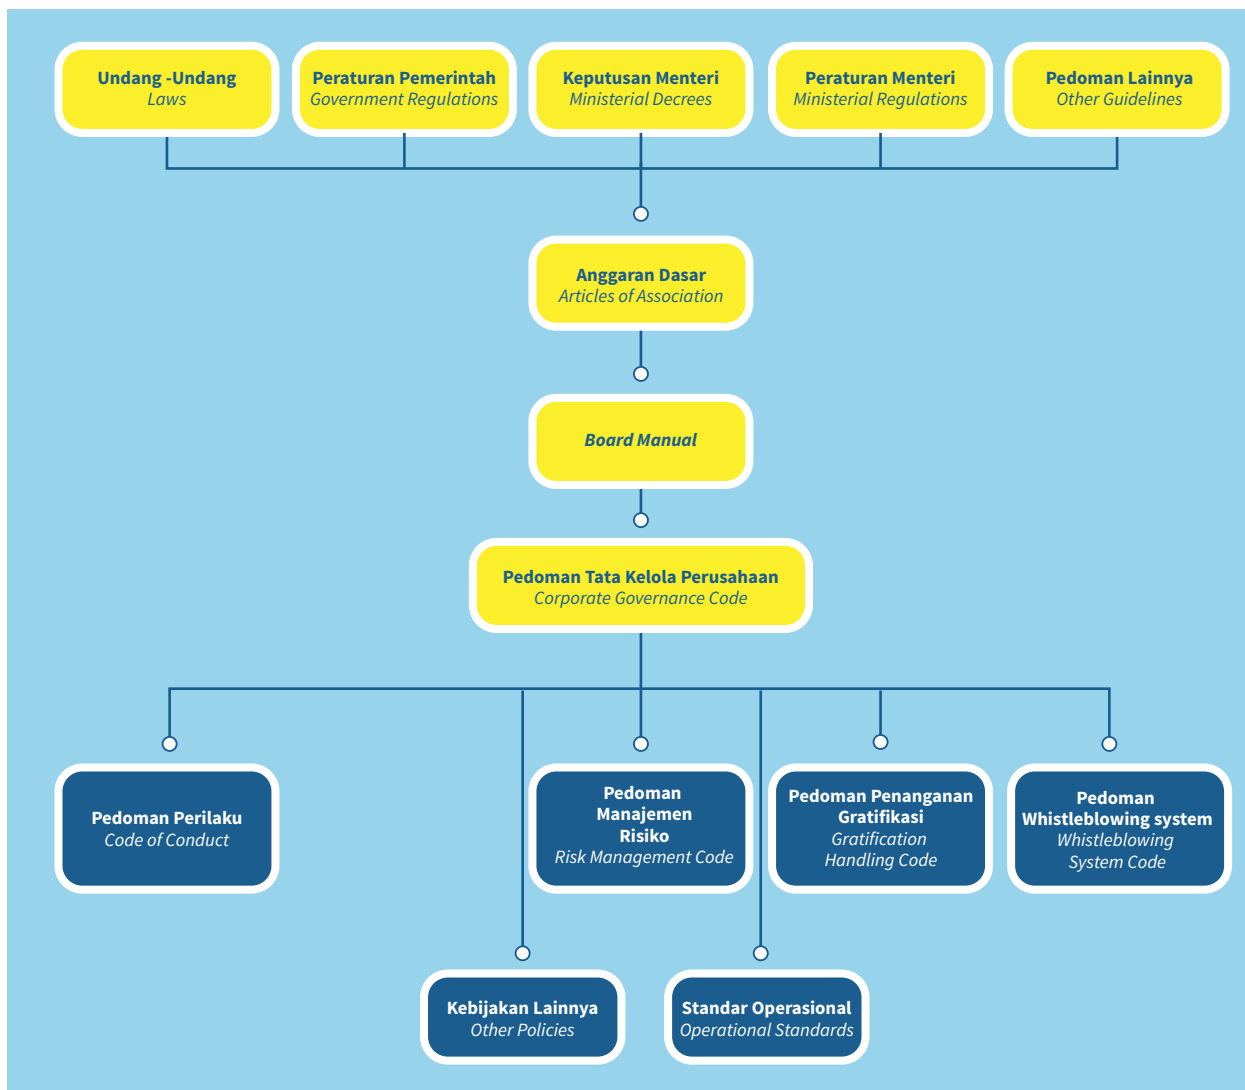 Undang -Undang
Laws
Peraturan Pemerintah
Government Regulations
Keputusan Menteri
Ministerial Decrees
Peraturan Menteri
Ministerial Regulations
Pedoman Lainnya
Other Guidelines
Anggaran Dasar
Articles of Association
Board Manual
Pedoman Tata Kelola Perusahaan
Corporate Governance Code
Pedoman Perilaku
Code of Conduct
Pedoman
Manajemen
Risiko
Risk Management Code
Pedoman Penanganan
Gratifikasi
Gratification
Handling Code
Pedoman
Whistleblowing system
Whistleblowing
System Code
Kebijakan Lainnya
Other Policies
Standar Operasional
Operational Standards